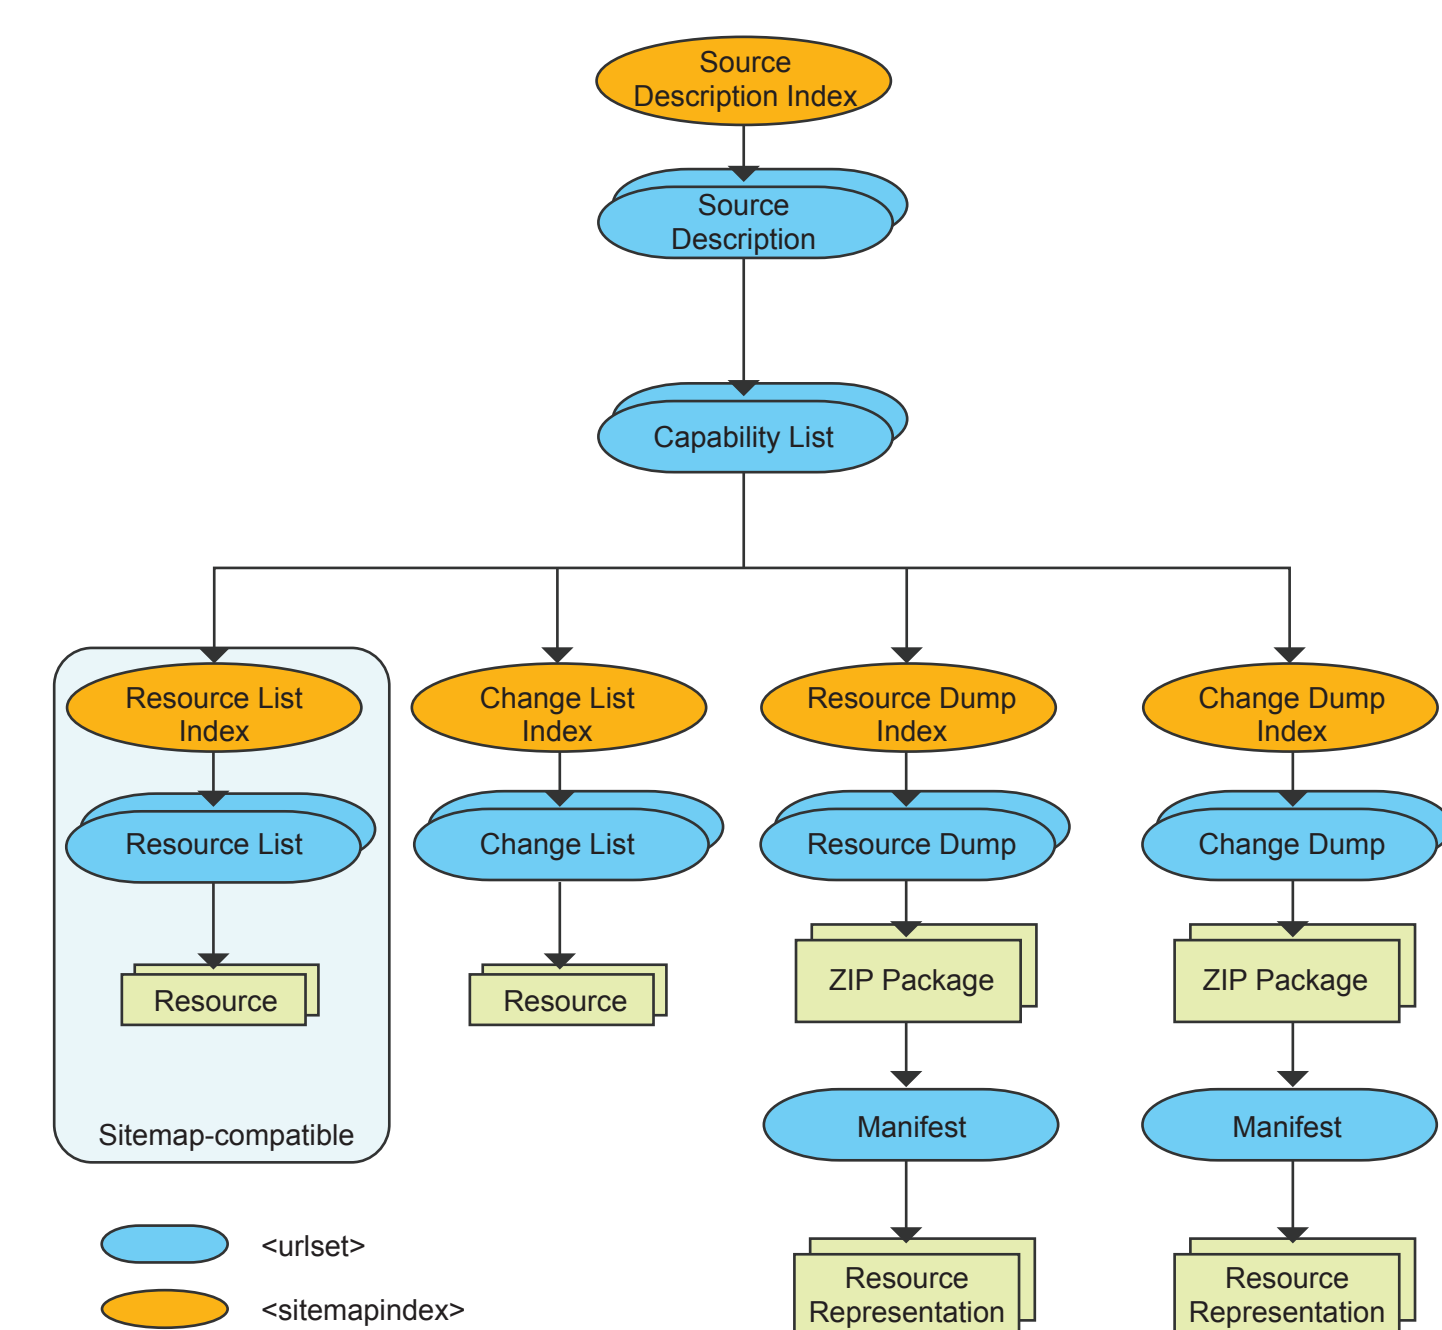 Source
Description Index
Source
Description
Capability List
Resource List
Index
Change List
Index
Resource Dump
Index
Change Dump
Index
Resource List
Change List
Resource Dump
Change Dump
Resource
Resource
ZIP Package
ZIP Package
Manifest
Manifest
Sitemap-compatible
Resource
Representation
Resource
Representation
<urlset>
<sitemapindex>